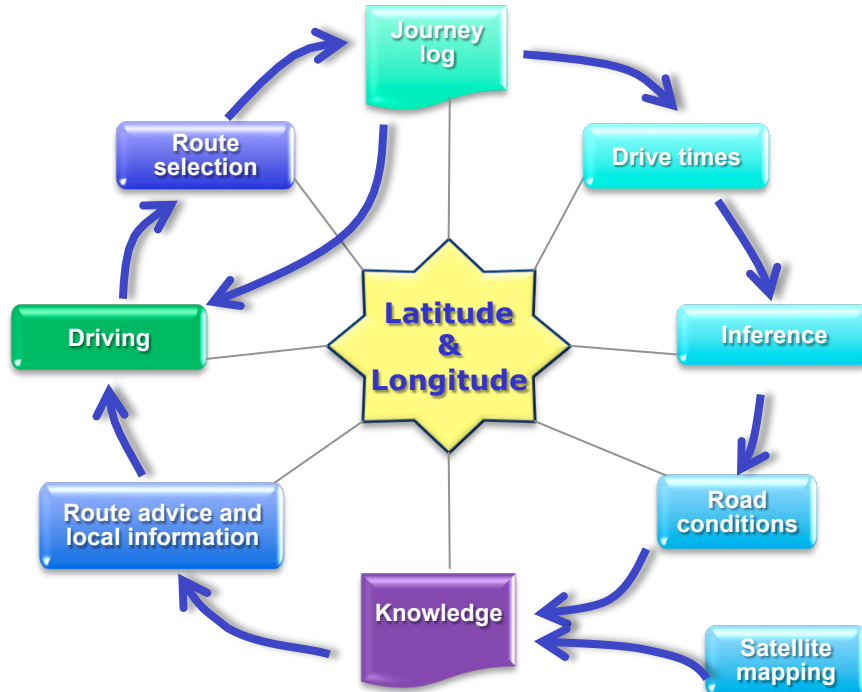 Journey
log
Route
selection
Drive times
Driving
Latitude
&
Longitude
Inference
Route advice and
local information
Road
conditions
Knowledge
Satellite
mapping